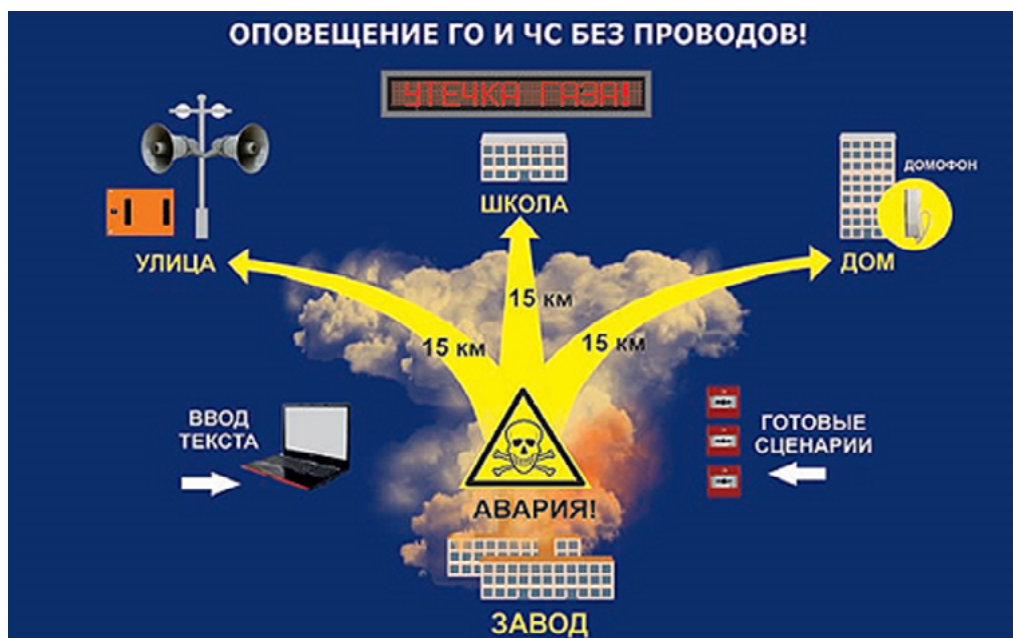 ОПОВЕЩЕНИЕ ГО И ЧС БЕЗ ПРОВОДОВ!
УТЕЧКА ГАЗА!
ДОМОФОН
ШКОЛА
УЛИЦА
ДОМ
15 км
15 км
15 км
ВВОД
ТЕКСТА
ГОТОВЫЕ
СЦЕНАРИИ
АВАРИЯ!
ЗАВОД